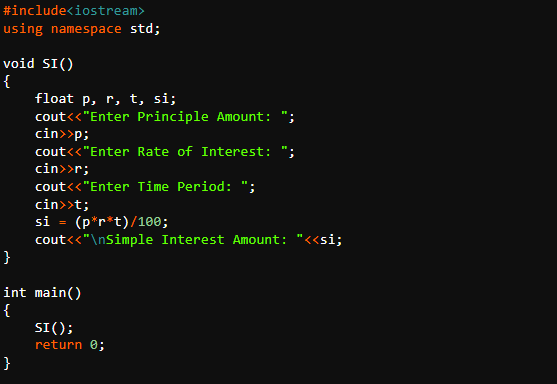 #include<iostream>
using namespace std;

void SI()
{
    float p, r, t, si;
    cout<<"Enter Principle Amount: ";
    cin>>p;
    cout<<"Enter Rate of Interest: ";
    cin>>r;
    cout<<"Enter Time Period: ";
    cin>>t;
    si = (p*r*t)/100;
    cout<<"\nSimple Interest Amount: "<<si;
}

int main()
{
    SI();
    return 0;
}